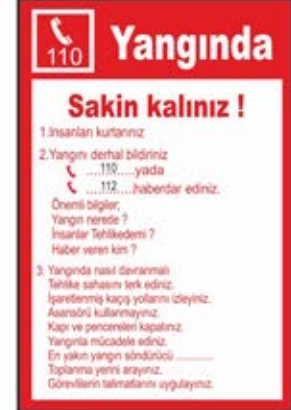 110
Yangında
Sakin kalınız !
1.İnsanları kurtarınız
2.Yangını derhal bildiriniz
....110....yada
....112....haberdar ediniz.
Önemli bilgiler;
Yangın nerede ?
İnsanlar Tehlikedemi ?
Haber veren kim ?
3. Yangında nasıl davranmalı
Tehlike sahasını terk ediniz.
İşaretlenmiş kaçış yollarını izleyiniz.
Asansörü kullanmayınız.
Kapı ve pencereleri kapatınız.
Yangınla mücadele ediniz.
En yakın yangın söndürücü ............
Toplanma yerini arayınız.
Görevlilerin talimatlarını uygulayınız.